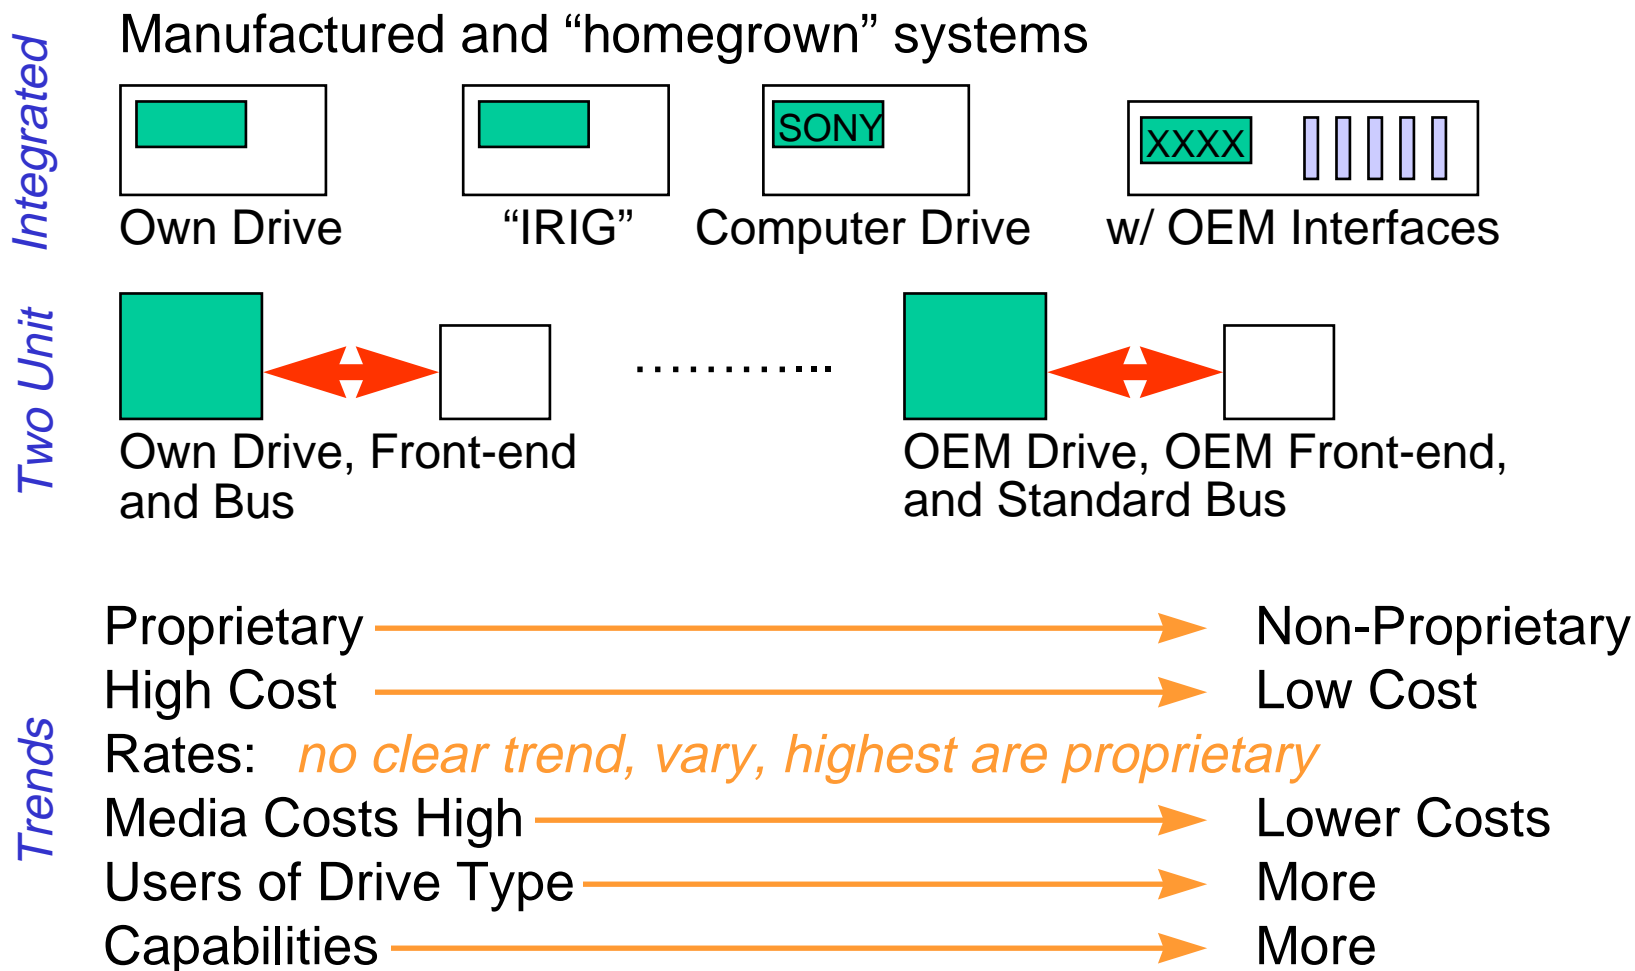 Manufactured and “homegrown” systems
Integrated
SONY
XXXX
Own Drive
“IRIG”
Computer Drive
w/ OEM Interfaces
Two Unit
Own Drive, Front-end
and Bus
OEM Drive, OEM Front-end,
and Standard Bus
Trends
Proprietary
Non-Proprietary
High Cost
Low Cost
Rates: no clear trend, vary, highest are proprietary
Media Costs High
Lower Costs
Users of Drive Type
More
Capabilities
More